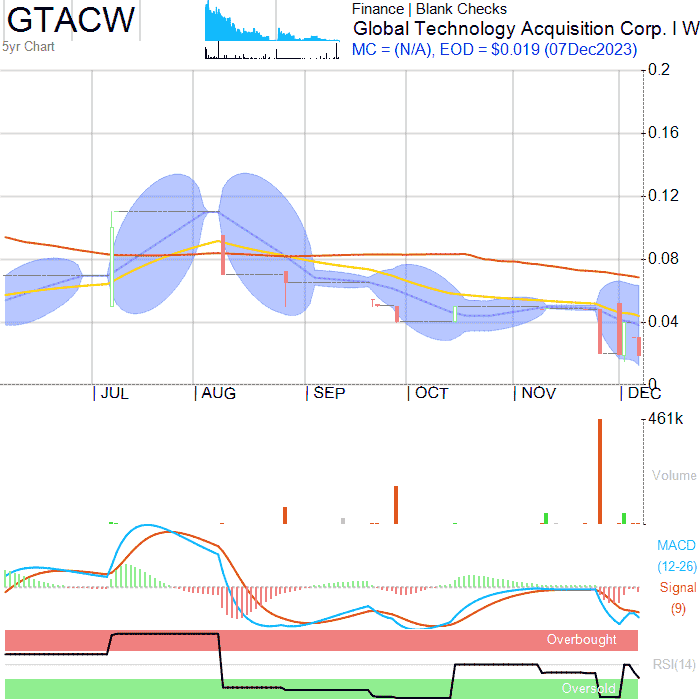 GTACW
5yr Chart
Finance | Blank Checks
Global Technology Acquisition Corp. I W
MC = (N/A), EOD = $0.019 (07Dec2023)
0.2
0.16
0.12
0.08
0.04
0
JUL AUG SEP OCT NOV DEC
461k
Volume
MACD
(12-26)
Signal
(9)
Overbought
RSI(14)
Oversold